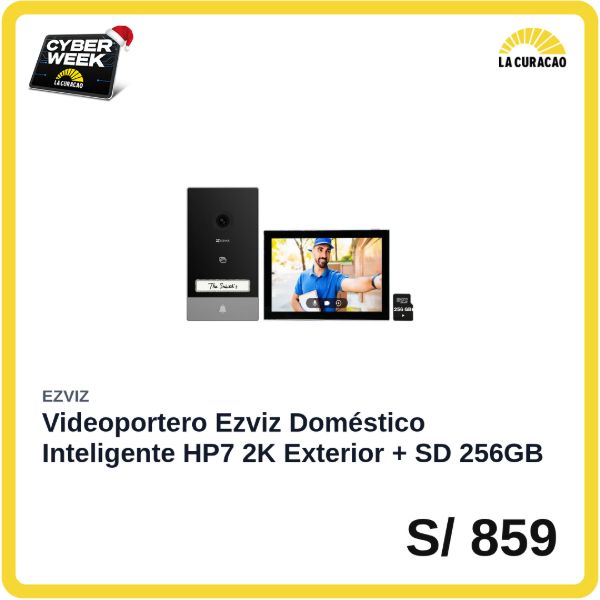 CYBER
WEEK
LA CURACAO
LA CURACAO
EZVIZ
The Smith's
256 GB
EZVIZ
Videoportero Ezviz Doméstico
Inteligente HP7 2K Exterior + SD 256GB
S/ 859